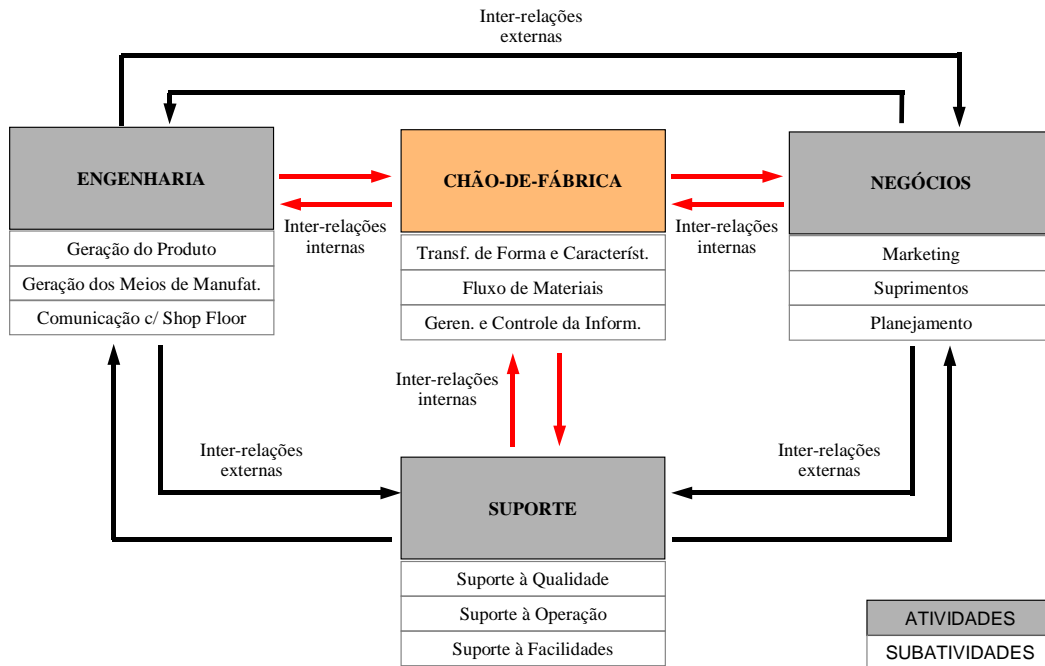 Inter-relações
externas
ENGENHARIA
CHÃO-DE-FÁBRICA
NEGÓCIOS
Inter-relações
internas
Inter-relações
internas
Geração do Produto
Geração dos Meios de Manufat.
Comunicação c/ Shop Floor
Transf. de Forma e Característ.
Fluxo de Materiais
Geren. e Controle da Inform.
Marketing
Suprimentos
Planejamento
Inter-relações
internas
Inter-relações
externas
Inter-relações
externas
SUPORTE
Suporte à Qualidade
Suporte à Operação
Suporte à Facilidades
ATIVIDADES
SUBATIVIDADES